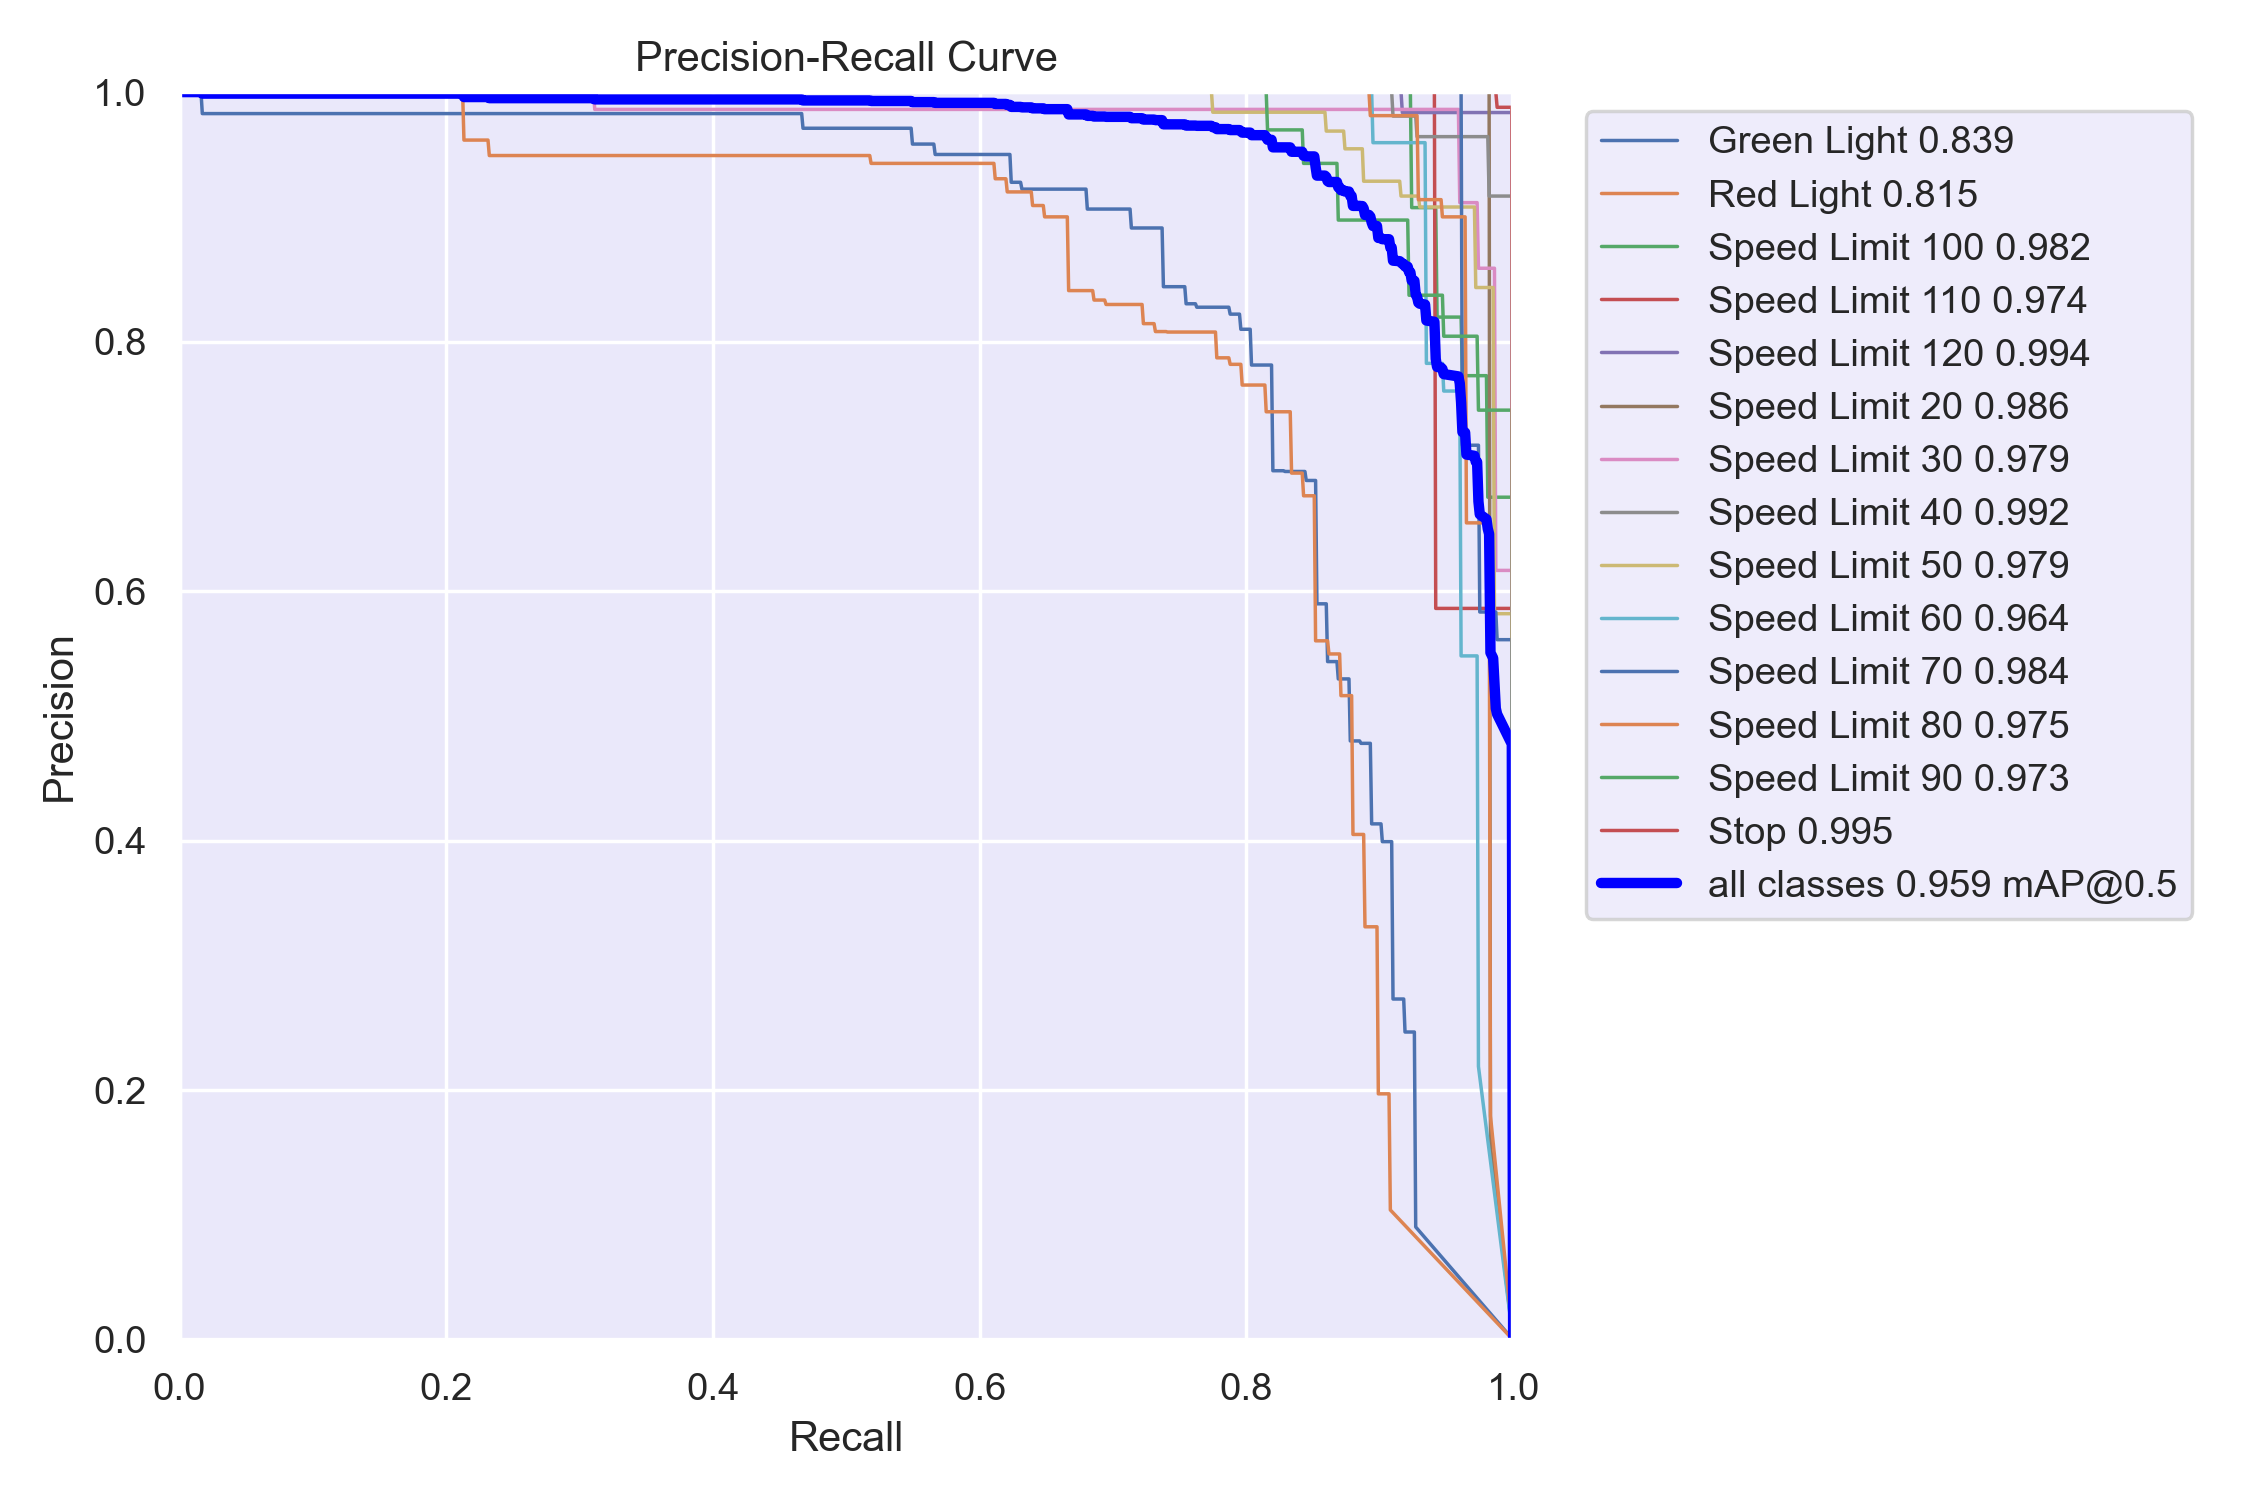 Precision-Recall Curve
1.0
0.8
0.6
0.4
0.2
0.0
Precision
0.0 0.2 0.4 0.6 0.8 1.0
Recall
Green Light 0.839
Red Light 0.815
Speed Limit 100 0.982
Speed Limit 110 0.974
Speed Limit 120 0.994
Speed Limit 20 0.986
Speed Limit 30 0.979
Speed Limit 40 0.992
Speed Limit 50 0.979
Speed Limit 60 0.964
Speed Limit 70 0.984
Speed Limit 80 0.975
Speed Limit 90 0.973
Stop 0.995
all classes 0.959 mAP@0.5